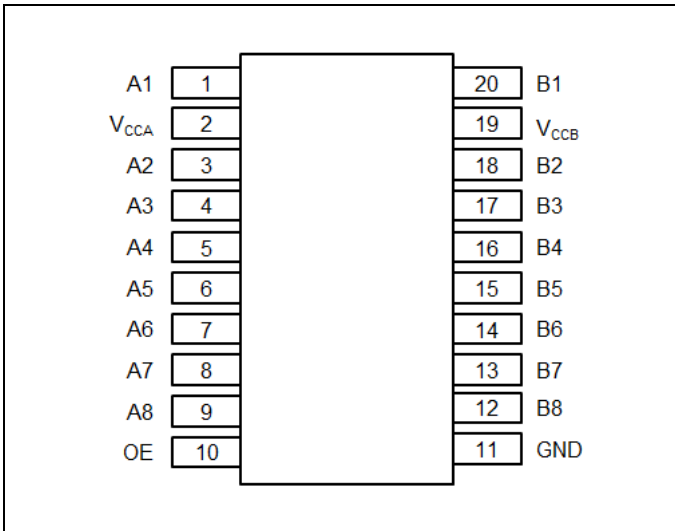 A1 1 20 B1
VCCA 2 19 VCCB
A2 3 18 B2
A3 4 17 B3
A4 5 16 B4
A5 6 15 B5
A6 7 14 B6
A7 8 13 B7
A8 9 12 B8
OE 10 11 GND